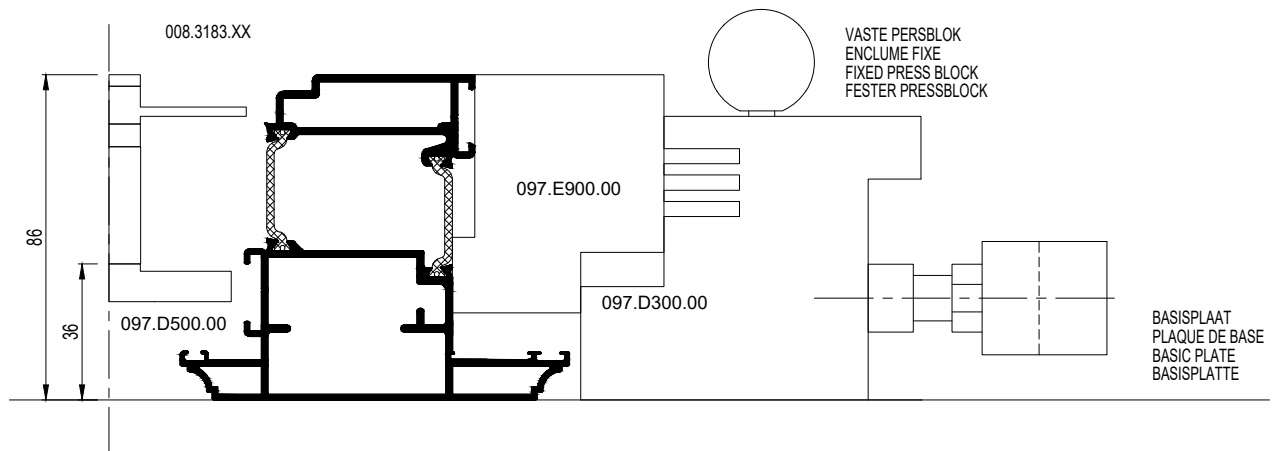 008.3183.XX
VASTE PERSBLOK
ENCLUME FIXE
FIXED PRESS BLOCK
FESTER PRESSBLOCK
097.E900.00
86
36
097.D500.00
097.D300.00
BASISPLAAT
PLAQUE DE BASE
BASIC PLATE
BASISPLATTE